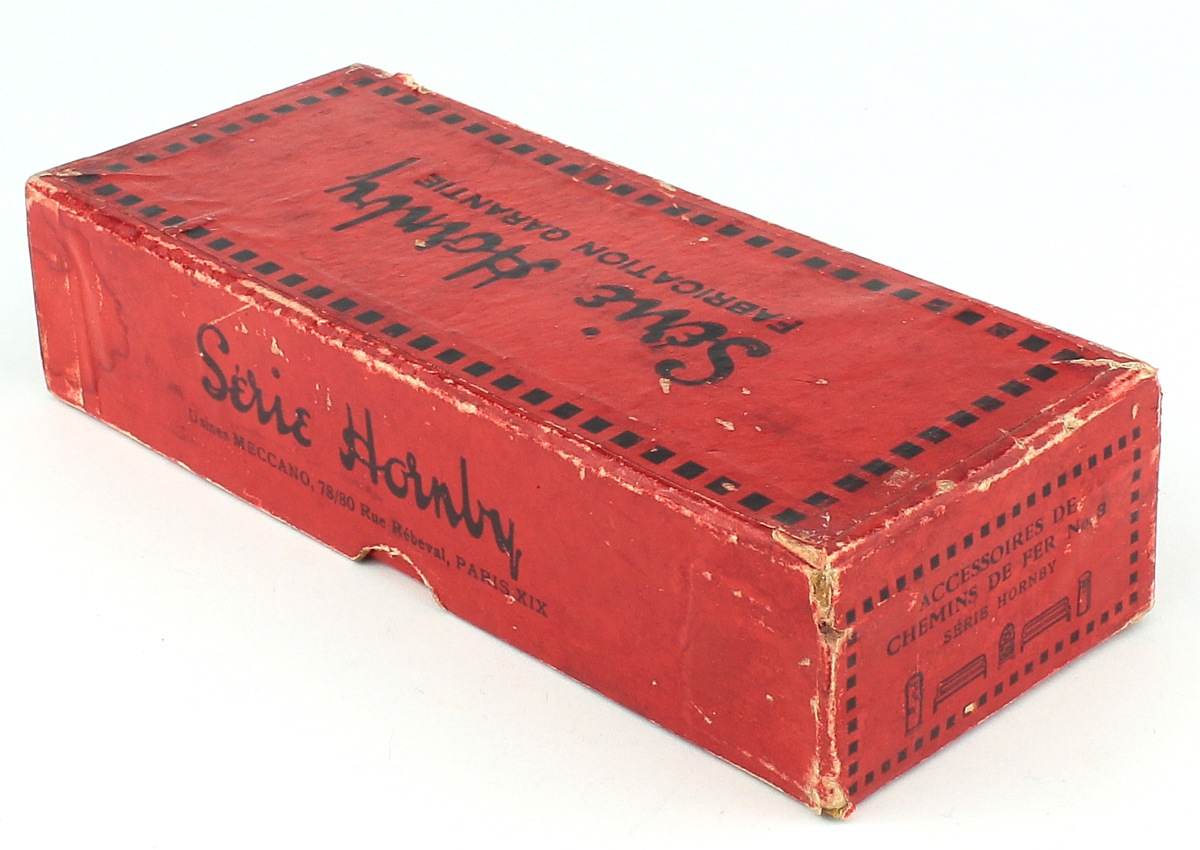 Série Hornby
FABRICATION GARANTIE
Série Hornby
Usines MECCANO, 78/80 Rue Rébeval, PARIS XIX
ACCESSOIRES DE
CHEMINS DE FER No. 3
SÉRIE HORNBY